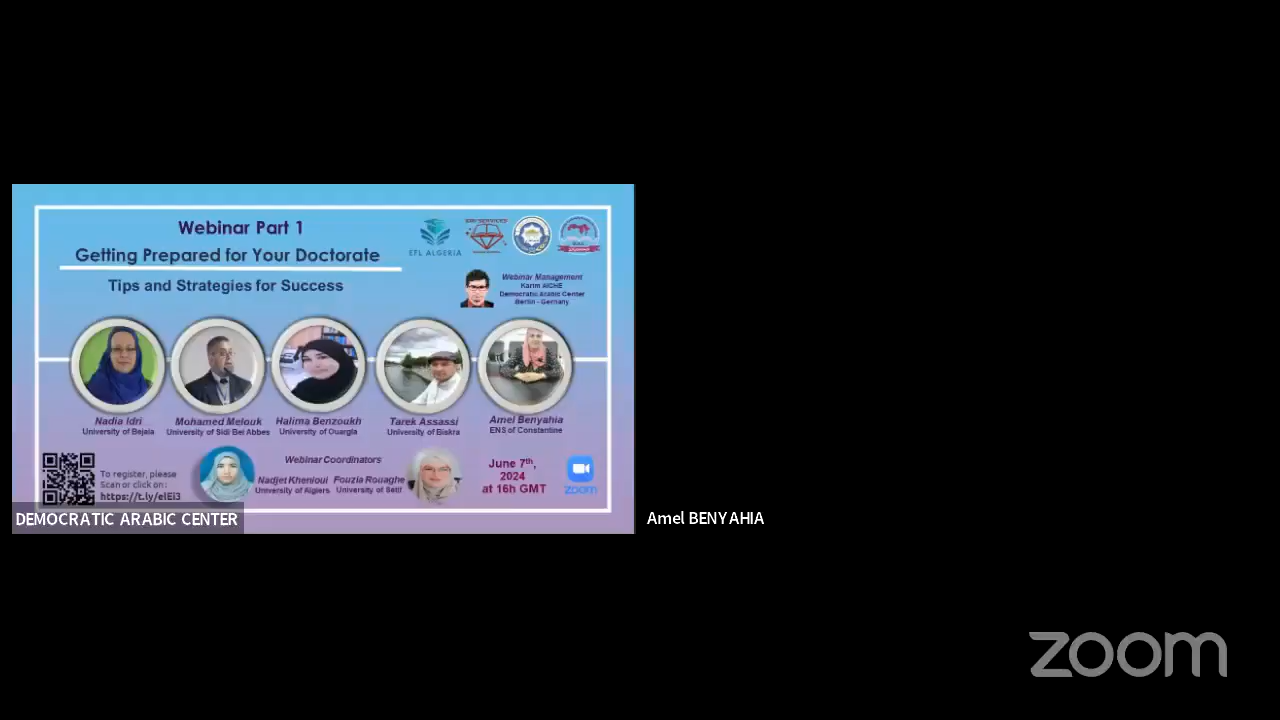 Webinar Part 1
Getting Prepared for Your Doctorate
Tips and Strategies for Success
EFL ALGERIA
Webinar Management
Karim AICHE
Democratic Arabic Center
Berlin - Germany
Nadia Idri
University of Bejaia
Mohamed Melouk
University of Sidi Bel Abbes
Halima Benzoukh
University of Ouargla
Tarek Assassi
University of Biskra
Amel Benyahia
ENS of Constantine
To register, please
Scan or click on:
https://t.ly/elEi3
Webinar Coordinators
Nadjet Khenioui
University of Algiers
Fouzia Rouaghe
University of Setif
June 7th,
2024
at 16h GMT
zoom
DEMOCRATIC ARABIC CENTER
Amel BENYAHIA
zoom